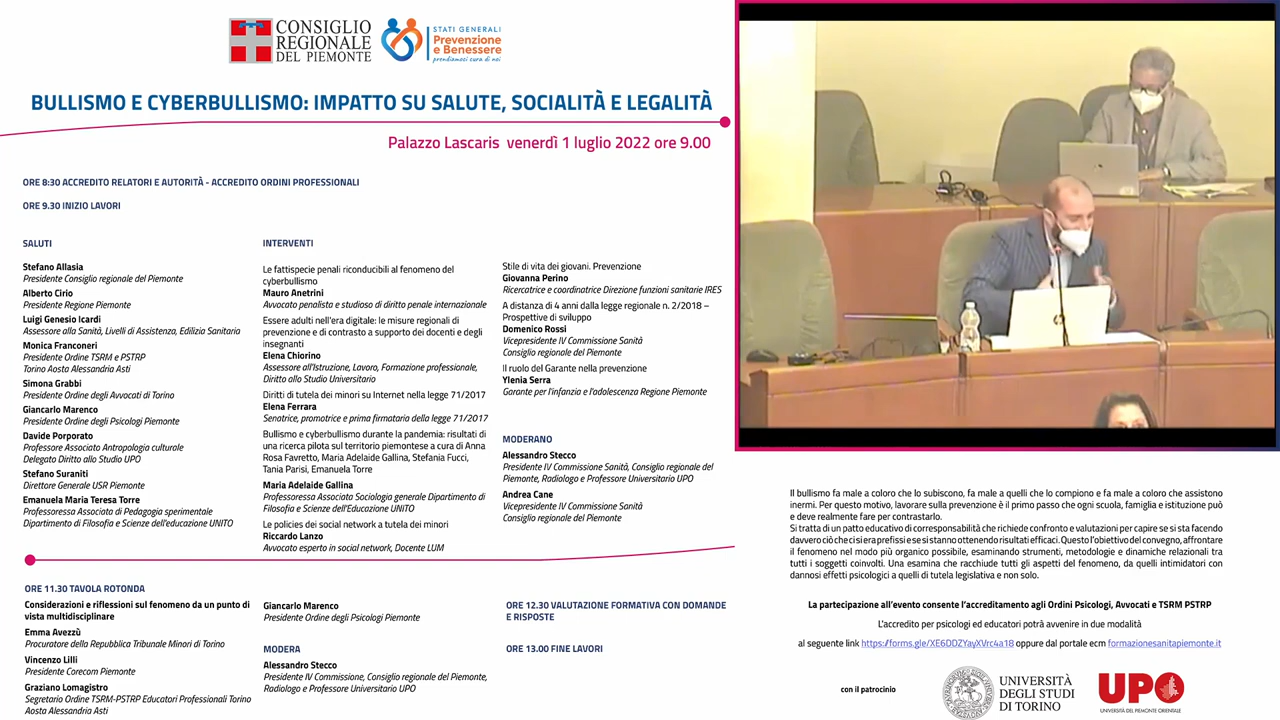 CONSIGLIO
REGIONALE
DEL PIEMONTE
STATI GENERALI
Prevenzione
e Benessere
prendiamoci cura di noi
BULLISMO E CYBERBULLISMO: IMPATTO SU SALUTE, SOCIALITÀ E LEGALITÀ
Palazzo Lascaris venerdì 1 luglio 2022 ore 9.00
ORE 8:30 ACCREDITO RELATORI E AUTORITÀ - ACCREDITO ORDINI PROFESSIONALI
ORE 9.30 INIZIO LAVORI
SALUTI
Stefano Allasia
Presidente Consiglio regionale del Piemonte
Alberto Cirio
Presidente Regione Piemonte
Luigi Genesio Icardi
Assessore alla Sanità, Livelli di Assistenza, Edilizia Sanitaria
Monica Franconeri
Presidente Ordine TSRM e PSTRP
Torino Aosta Alessandria Asti
Simona Grabbi
Presidente Ordine degli Avvocati di Torino
Giancarlo Marenco
Presidente Ordine degli Psicologi Piemonte
Davide Porporato
Professore Associato Antropologia culturale
Delegato Diritto allo Studio UPO
Stefano Suraniti
Direttore Generale USR Piemonte
Emanuela Maria Teresa Torre
Professoressa Associata di Pedagogia sperimentale
Dipartimento di Filosofia e Scienze dell'educazione UNITO
INTERVENTI
Le fattispecie penali riconducibili al fenomeno del
cyberbullismo
Mauro Anetrini
Avvocato penalista e studioso di diritto penale internazionale
Essere adulti nell'era digitale: le misure regionali di
prevenzione e di contrasto a supporto dei docenti e degli
insegnanti
Elena Chiorino
Assessore all'Istruzione, Lavoro, Formazione professionale,
Diritto allo Studio Universitario
Diritti di tutela dei minori su Internet nella legge 71/2017
Elena Ferrara
Senatrice, promotrice e prima firmataria della legge 71/2017
Bullismo e cyberbullismo durante la pandemia: risultati di
una ricerca pilota sul territorio piemontese a cura di Anna
Rosa Favretto, Maria Adelaide Gallina, Stefania Fucci,
Tania Parisi, Emanuela Torre
Maria Adelaide Gallina
Professoressa Associata Sociologia generale Dipartimento di
Filosofia e Scienze dell'Educazione UNITO
Le policies dei social network a tutela dei minori
Riccardo Lanzo
Avvocato esperto in social network, Docente LUM
Stile di vita dei giovani. Prevenzione
Giovanna Perino
Ricercatrice e coordinatrice Direzione funzioni sanitarie IRES
A distanza di 4 anni dalla legge regionale n. 2/2018 –
Prospettive di sviluppo
Domenico Rossi
Vicepresidente IV Commissione Sanità
Consiglio regionale del Piemonte
Il ruolo del Garante nella prevenzione
Ylenia Serra
Garante per l'infanzia e l'adolescenza Regione Piemonte
MODERANO
Alessandro Stecco
Presidente IV Commissione Sanità, Consiglio regionale del
Piemonte, Radiologo e Professore Universitario UPO
Andrea Cane
Vicepresidente IV Commissione Sanità
Consiglio regionale del Piemonte
ORE 11.30 TAVOLA ROTONDA
Considerazioni e riflessioni sul fenomeno da un punto di
vista multidisciplinare
Emma Avezzù
Procuratore della Repubblica Tribunale Minori di Torino
Vincenzo Lilli
Presidente Corecom Piemonte
Graziano Lomagistro
Segretario Ordine TSRM-PSTRP Educatori Professionali Torino
Aosta Alessandria Asti
Giancarlo Marenco
Presidente Ordine degli Psicologi Piemonte
MODERA
Alessandro Stecco
Presidente IV Commissione, Consiglio regionale del Piemonte,
Radiologo e Professore Universitario UPO
ORE 12.30 VALUTAZIONE FORMATIVA CON DOMANDE
E RISPOSTE
ORE 13.00 FINE LAVORI
Il bullismo fa male a coloro che lo subiscono, fa male a quelli che lo compiono e fa male a coloro che assistono
inermi. Per questo motivo, lavorare sulla prevenzione è il primo passo che ogni scuola, famiglia e istituzione può
e deve realmente fare per contrastarlo.
Si tratta di un patto educativo di corresponsabilità che richiede confronto e valutazioni per capire se si sta facendo
davvero ciò che ci si era prefissi e se si stanno ottenendo risultati efficaci. Questo l'obiettivo del convegno, affrontare
il fenomeno nel modo più organico possibile, esaminando strumenti, metodologie e dinamiche relazionali tra
tutti i soggetti coinvolti. Una esamina che racchiude tutti gli aspetti del fenomeno, da quelli intimidatori con
dannosi effetti psicologici a quelli di tutela legislativa e non solo.
La partecipazione all'evento consente l'accreditamento agli Ordini Psicologi, Avvocati e TSRM PSTRP
L'accredito per psicologi ed educatori potrà avvenire in due modalità
al seguente link https://forms.gle/XE6DDZYayXVrc4a18 oppure dal portale ecm formazionesanitapiemonte.it
con il patrocinio
UNIVERSITÀ
DEGLI STUDI
DI TORINO
UPO
UNIVERSITÀ DEL PIEMONTE ORIENTALE